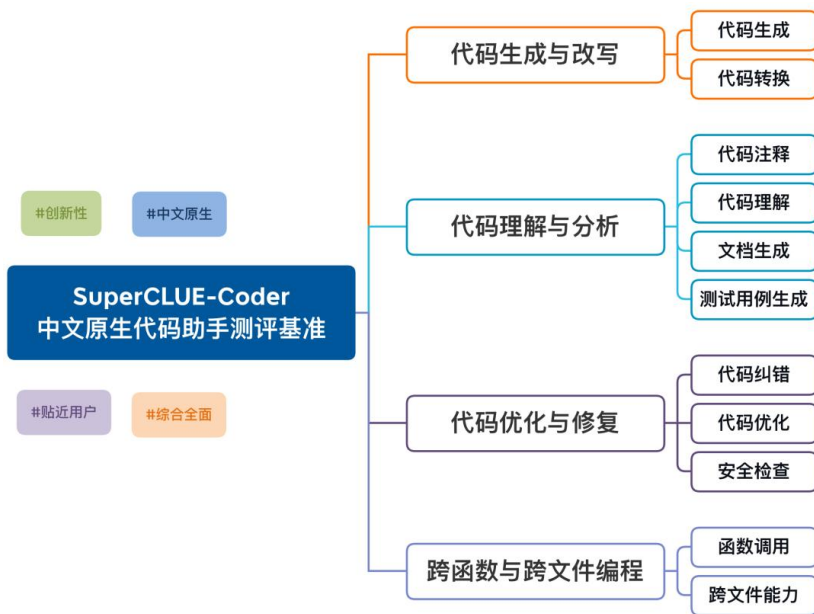 #创新性
#中文原生
SuperCLUE-Coder
中文原生代码助手测评基准
#贴近用户
#综合全面
代码生成与改写
代码生成
代码转换
代码理解与分析
代码注释
代码理解
文档生成
测试用例生成
代码优化与修复
代码纠错
代码优化
安全检查
跨函数与跨文件编程
函数调用
跨文件能力